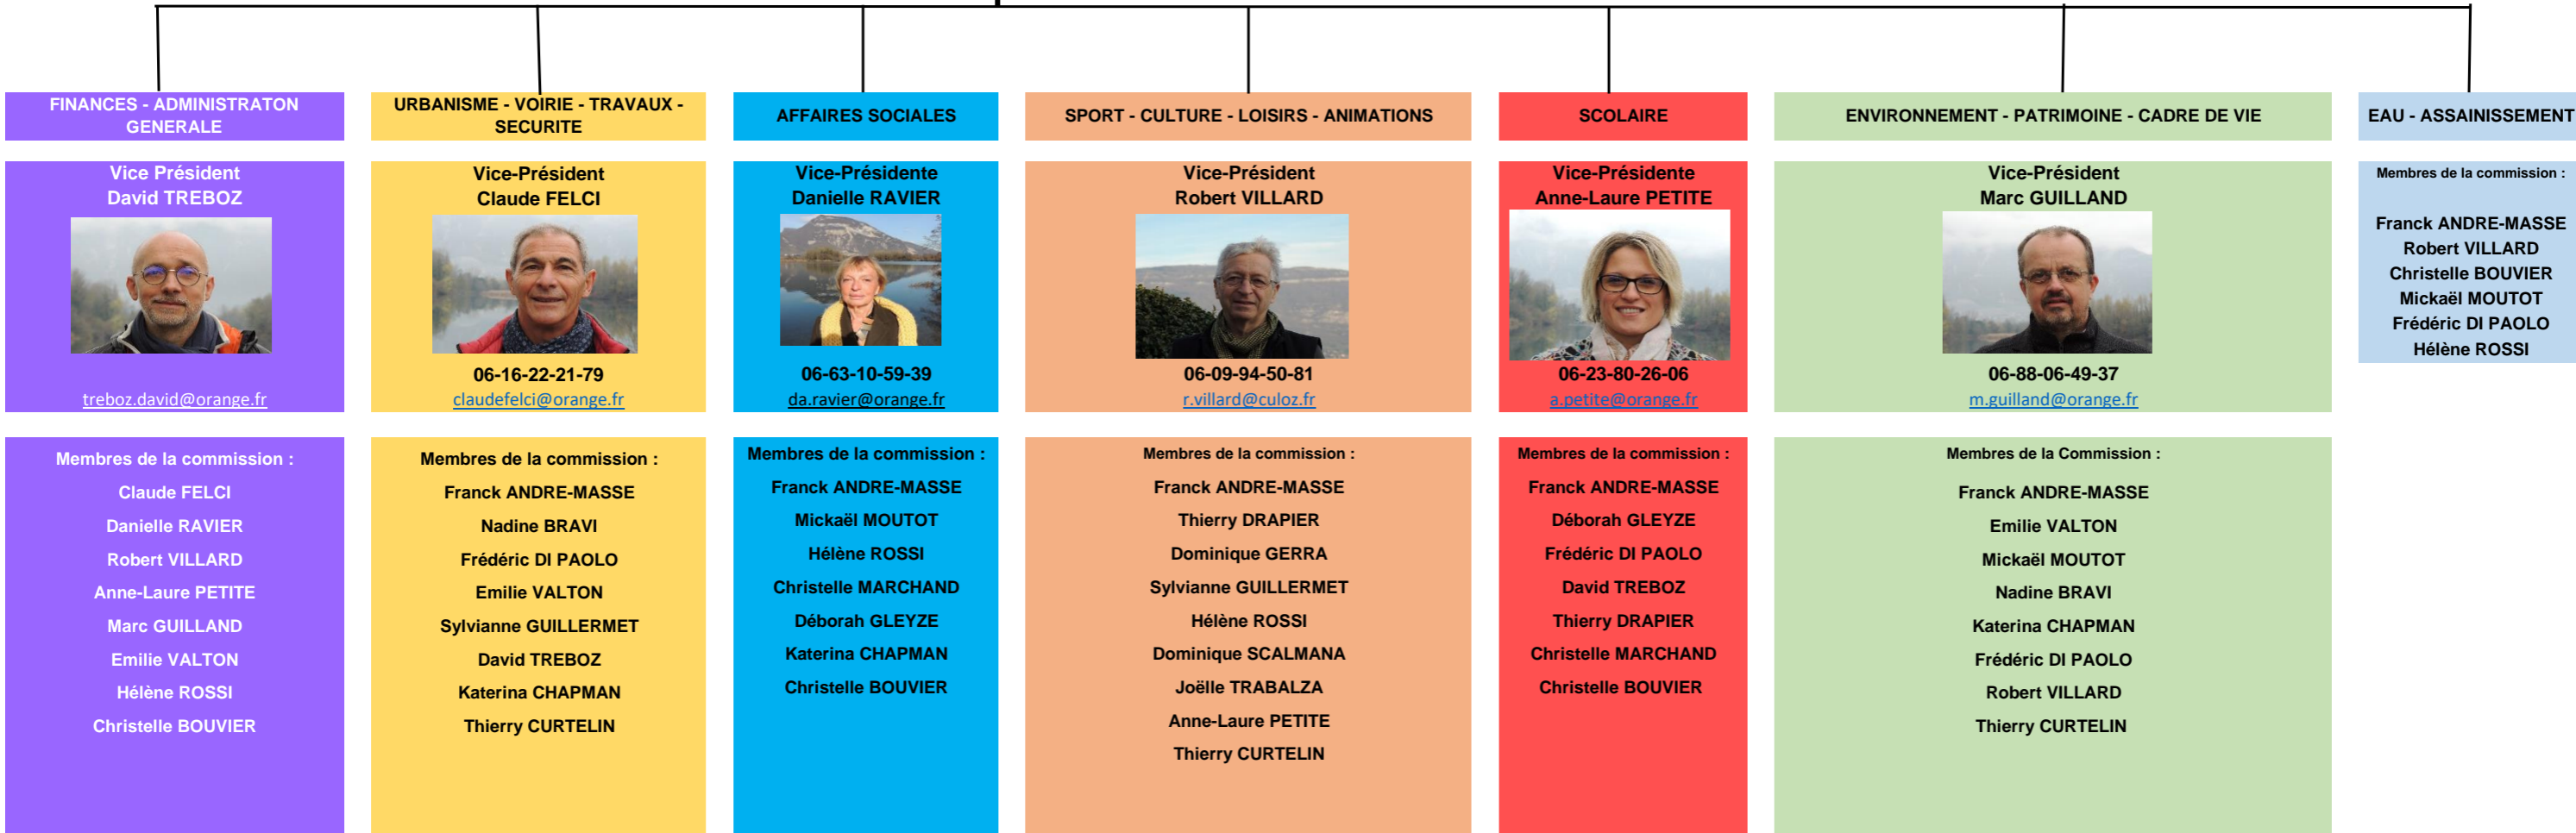 FINANCES - ADMINISTRATON
GENERALE
Vice Président
David TREBOZ
treboz.david@orange.fr
Membres de la commission :
Claude FELCI
Danielle RAVIER
Robert VILLARD
Anne-Laure PETITE
Marc GUILLAND
Emilie VALTON
Hélène ROSSI
Christelle BOUVIER
URBANISME - VOIRIE - TRAVAUX -
SECURITE
Vice-Président
Claude FELCI
06-16-22-21-79
claudefelci@orange.fr
Membres de la commission :
Franck ANDRE-MASSE
Nadine BRAVI
Frédéric DI PAOLO
Emilie VALTON
Sylvianne GUILLERMET
David TREBOZ
Katerina CHAPMAN
Thierry CURTELIN
AFFAIRES SOCIALES
Vice-Présidente
Danielle RAVIER
06-63-10-59-39
da.ravier@orange.fr
Membres de la commission :
Franck ANDRE-MASSE
Mickaël MOUTOT
Hélène ROSSI
Christelle MARCHAND
Déborah GLEYZE
Katerina CHAPMAN
Christelle BOUVIER
SPORT - CULTURE - LOISIRS - ANIMATIONS
Vice-Président
Robert VILLARD
06-09-94-50-81
r.villard@culoz.fr
Membres de la commission :
Franck ANDRE-MASSE
Thierry DRAPIER
Dominique GERRA
Sylvianne GUILLERMET
Hélène ROSSI
Dominique SCALMANA
Joëlle TRABALZA
Anne-Laure PETITE
Thierry CURTELIN
SCOLAIRE
Vice-Présidente
Anne-Laure PETITE
06-23-80-26-06
a.petite@orange.fr
Membres de la commission :
Franck ANDRE-MASSE
Déborah GLEYZE
Frédéric DI PAOLO
David TREBOZ
Thierry DRAPIER
Christelle MARCHAND
Christelle BOUVIER
ENVIRONNEMENT - PATRIMOINE - CADRE DE VIE
Vice-Président
Marc GUILLAND
06-88-06-49-37
m.guilland@orange.fr
Membres de la Commission :
Franck ANDRE-MASSE
Emilie VALTON
Mickaël MOUTOT
Nadine BRAVI
Katerina CHAPMAN
Frédéric DI PAOLO
Robert VILLARD
Thierry CURTELIN
EAU - ASSAINISSEMENT
Membres de la commission :
Franck ANDRE-MASSE
Robert VILLARD
Christelle BOUVIER
Mickaël MOUTOT
Frédéric DI PAOLO
Hélène ROSSI